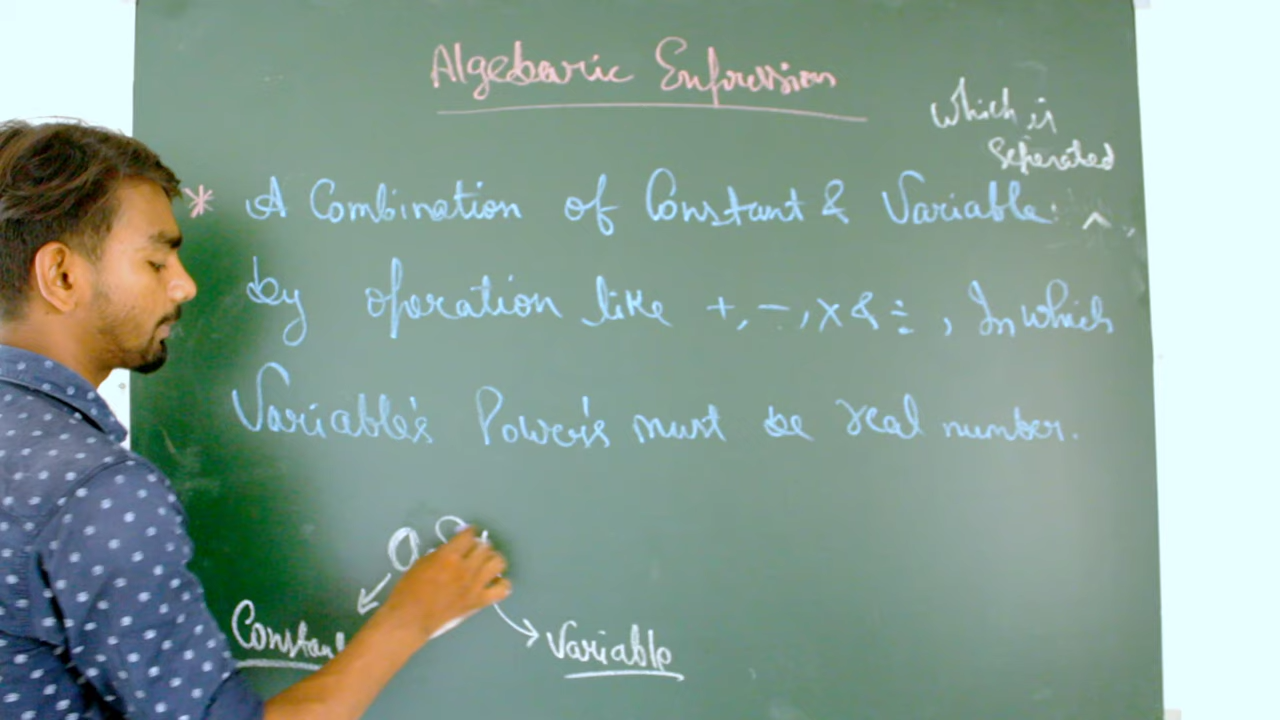 Algebaric Expression
which is
Seperated
* A Combination of Constant & Variable ^
by operation like +, -, × & ÷, In which
Variable's Power's must be real number.
a
Constant
Variable